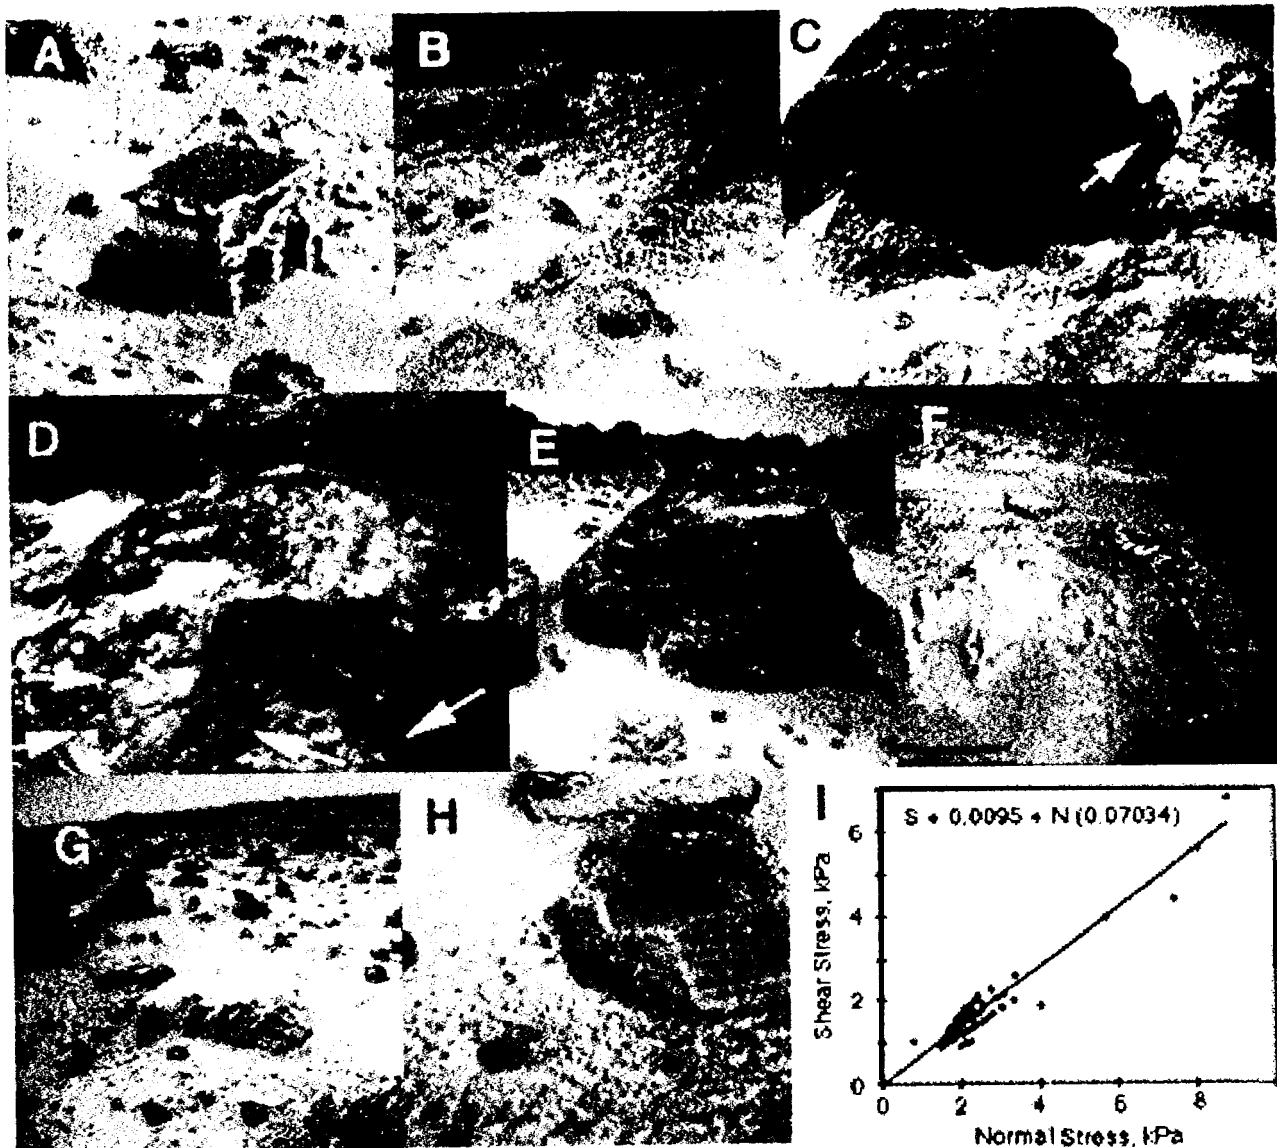 A
B
C
D
E
F
G
H
I
S + 0.0095 + N (0.07034)
6
4
2
0
0
2
4
6
8
Shear Stress, kPa
Normal Stress, kPa